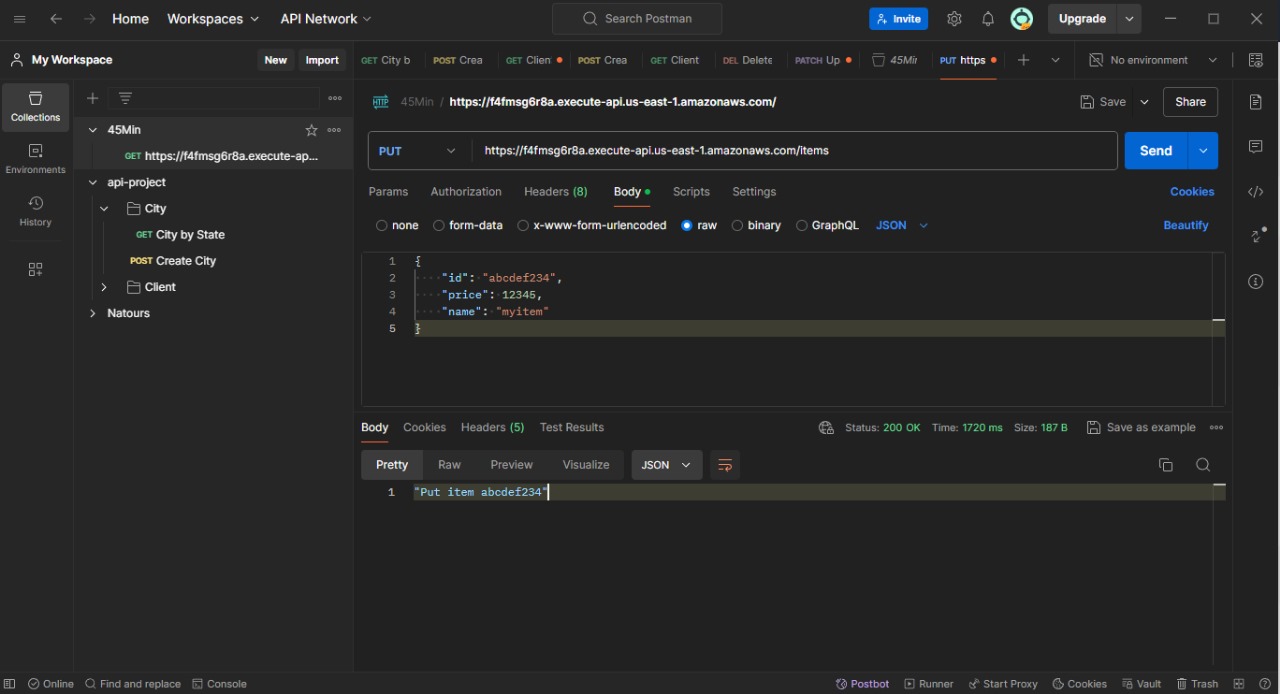 Home Workspaces API Network Search Postman Invite Upgrade
My Workspace New Import GET City b POST Crea GET Clien POST Crea GET Client DEL Delete PATCH Up 45Min PUT https No environment
Collections
Environments
History
45Min
GET https://f4fmsg6r8a.execute-ap...
api-project
City
GET City by State
POST Create City
Client
Natours
HTTP 45Min / https://f4fmsg6r8a.execute-api.us-east-1.amazonaws.com/ Save Share
PUT https://f4fmsg6r8a.execute-api.us-east-1.amazonaws.com/items Send
Params Authorization Headers (8) Body Scripts Settings Cookies
none form-data x-www-form-urlencoded raw binary GraphQL JSON Beautify
1 {
2 "id": "abcdef234",
3 "price": 12345,
4 "name": "myitem"
5 }
Body Cookies Headers (5) Test Results Status: 200 OK Time: 1720 ms Size: 187 B Save as example
Pretty Raw Preview Visualize JSON
1 "Put item abcdef234"
Online Find and replace Console Postbot Runner Start Proxy Cookies Vault Trash